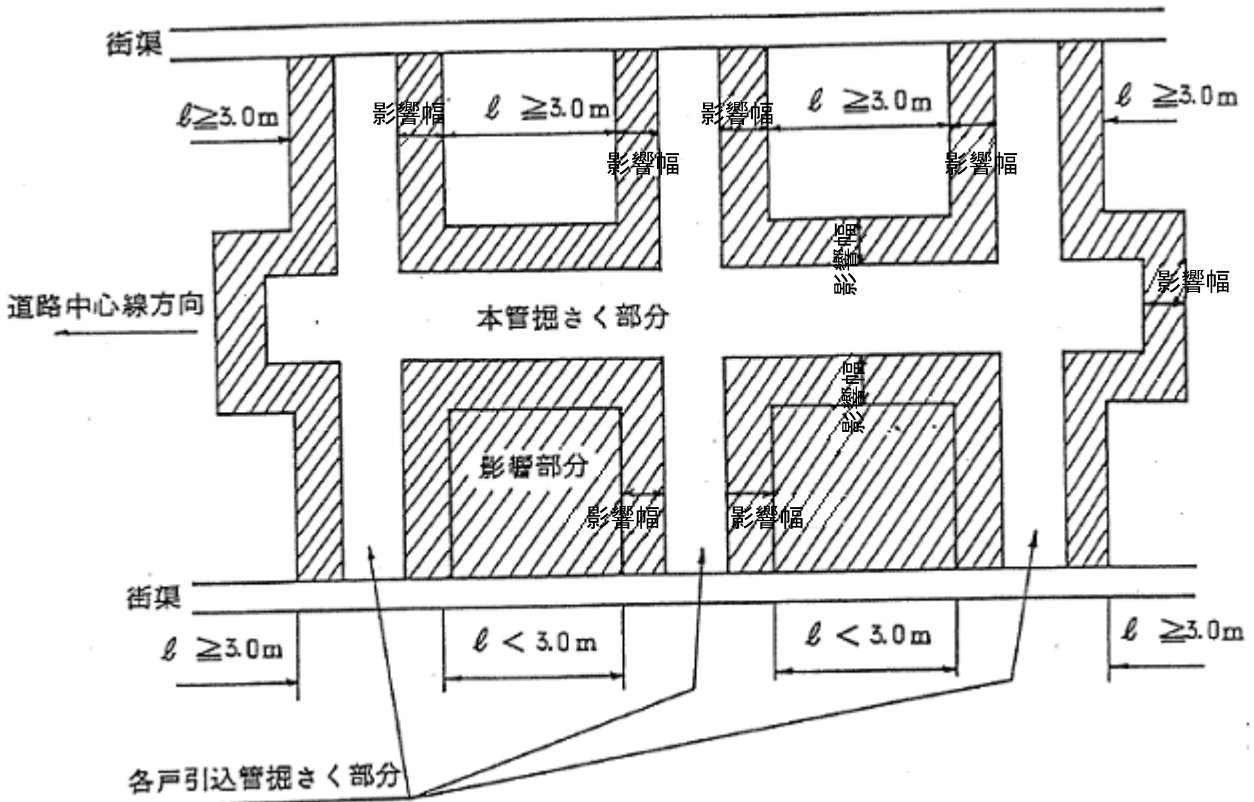 街渠
ℓ≧3.0m
影響幅
ℓ ≧3.0m
影響幅
影響幅
ℓ ≧3.0m
影響幅
ℓ ≧3.0m
影響幅
影響幅
道路中心線方向
本管掘さく部分
影響幅
影響部分
影響幅
影響幅
街渠
ℓ ≧3.0m
ℓ < 3.0m
ℓ < 3.0m
ℓ ≧3.0m
各戸引込管掘さく部分